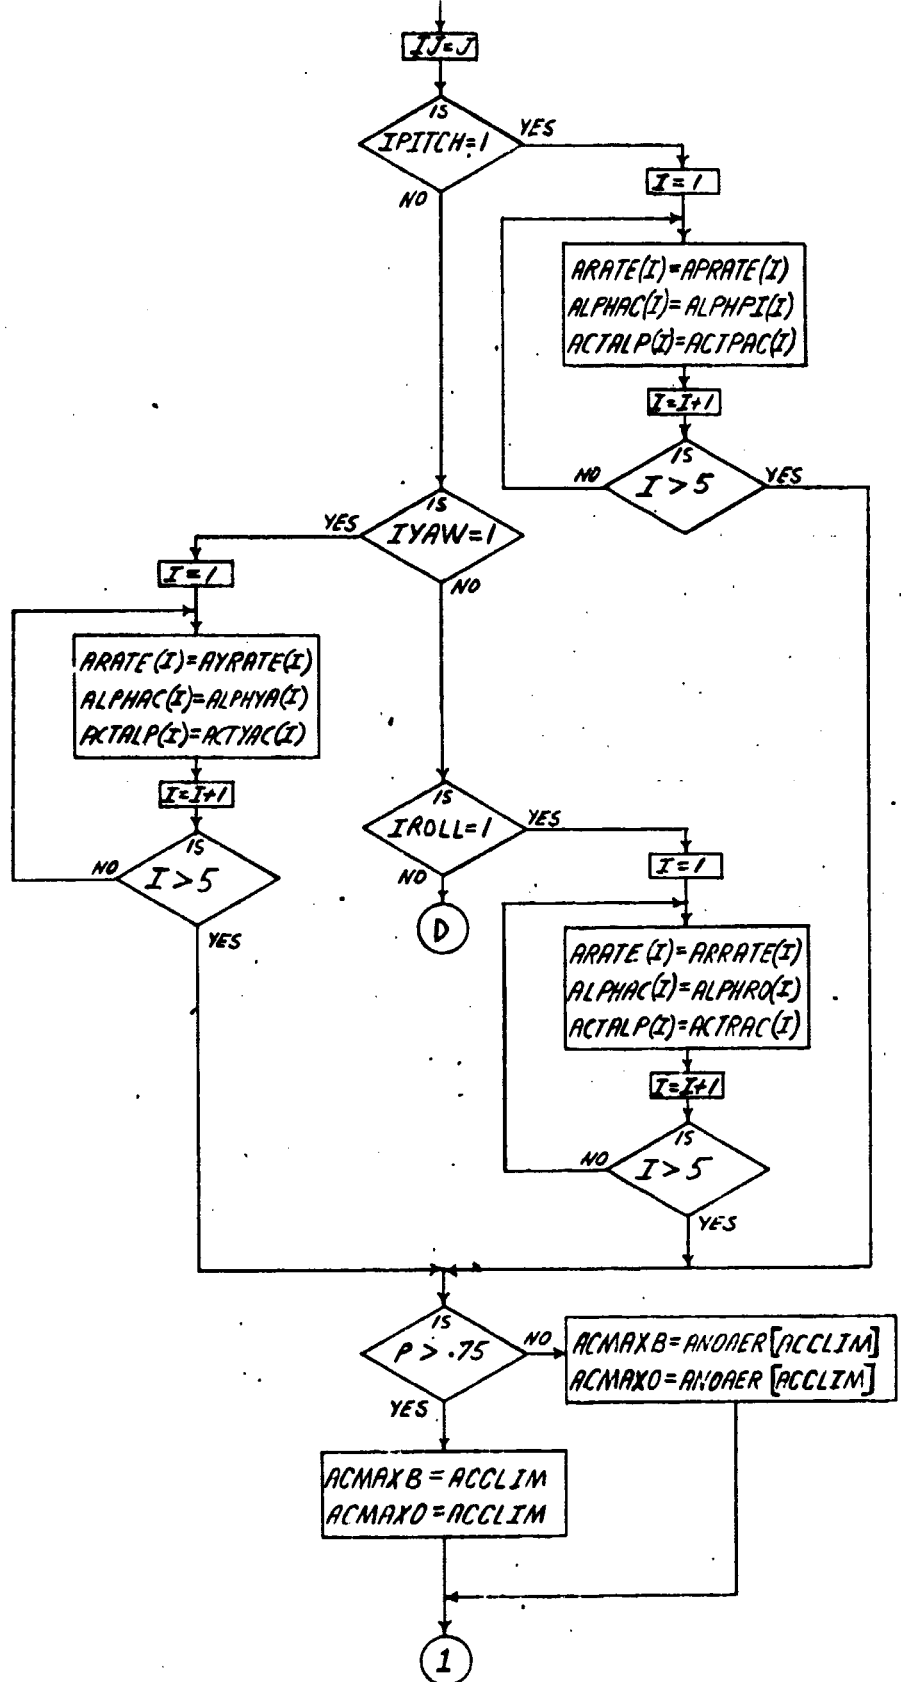 IJ=J
IS
IPITCH=1
YES
NO
I=1
ARATE(I)=APRATE(I)
ALPHAC(I)=ALPHPI(I)
ACTALP(I)=ACTPAC(I)
I=I+1
IS
I>5
NO
YES
IS
IYAW=1
YES
NO
I=1
ARATE(I)=AYRATE(I)
ALPHAC(I)=ALPHYA(I)
ACTALP(I)=ACTYAC(I)
I=I+1
IS
I>5
NO
YES
IS
IROLL=1
YES
NO
D
I=1
ARATE(I)=ARRATE(I)
ALPHAC(I)=ALPHRO(I)
ACTALP(I)=ACTRAC(I)
I=I+1
IS
I>5
NO
YES
IS
P>.75
NO
YES
ACMAXB=ANOAER[ACCLIM]
ACMAXO=ANOAER[ACCLIM]
ACMAXB=ACCLIM
ACMAXO=ACCLIM
1